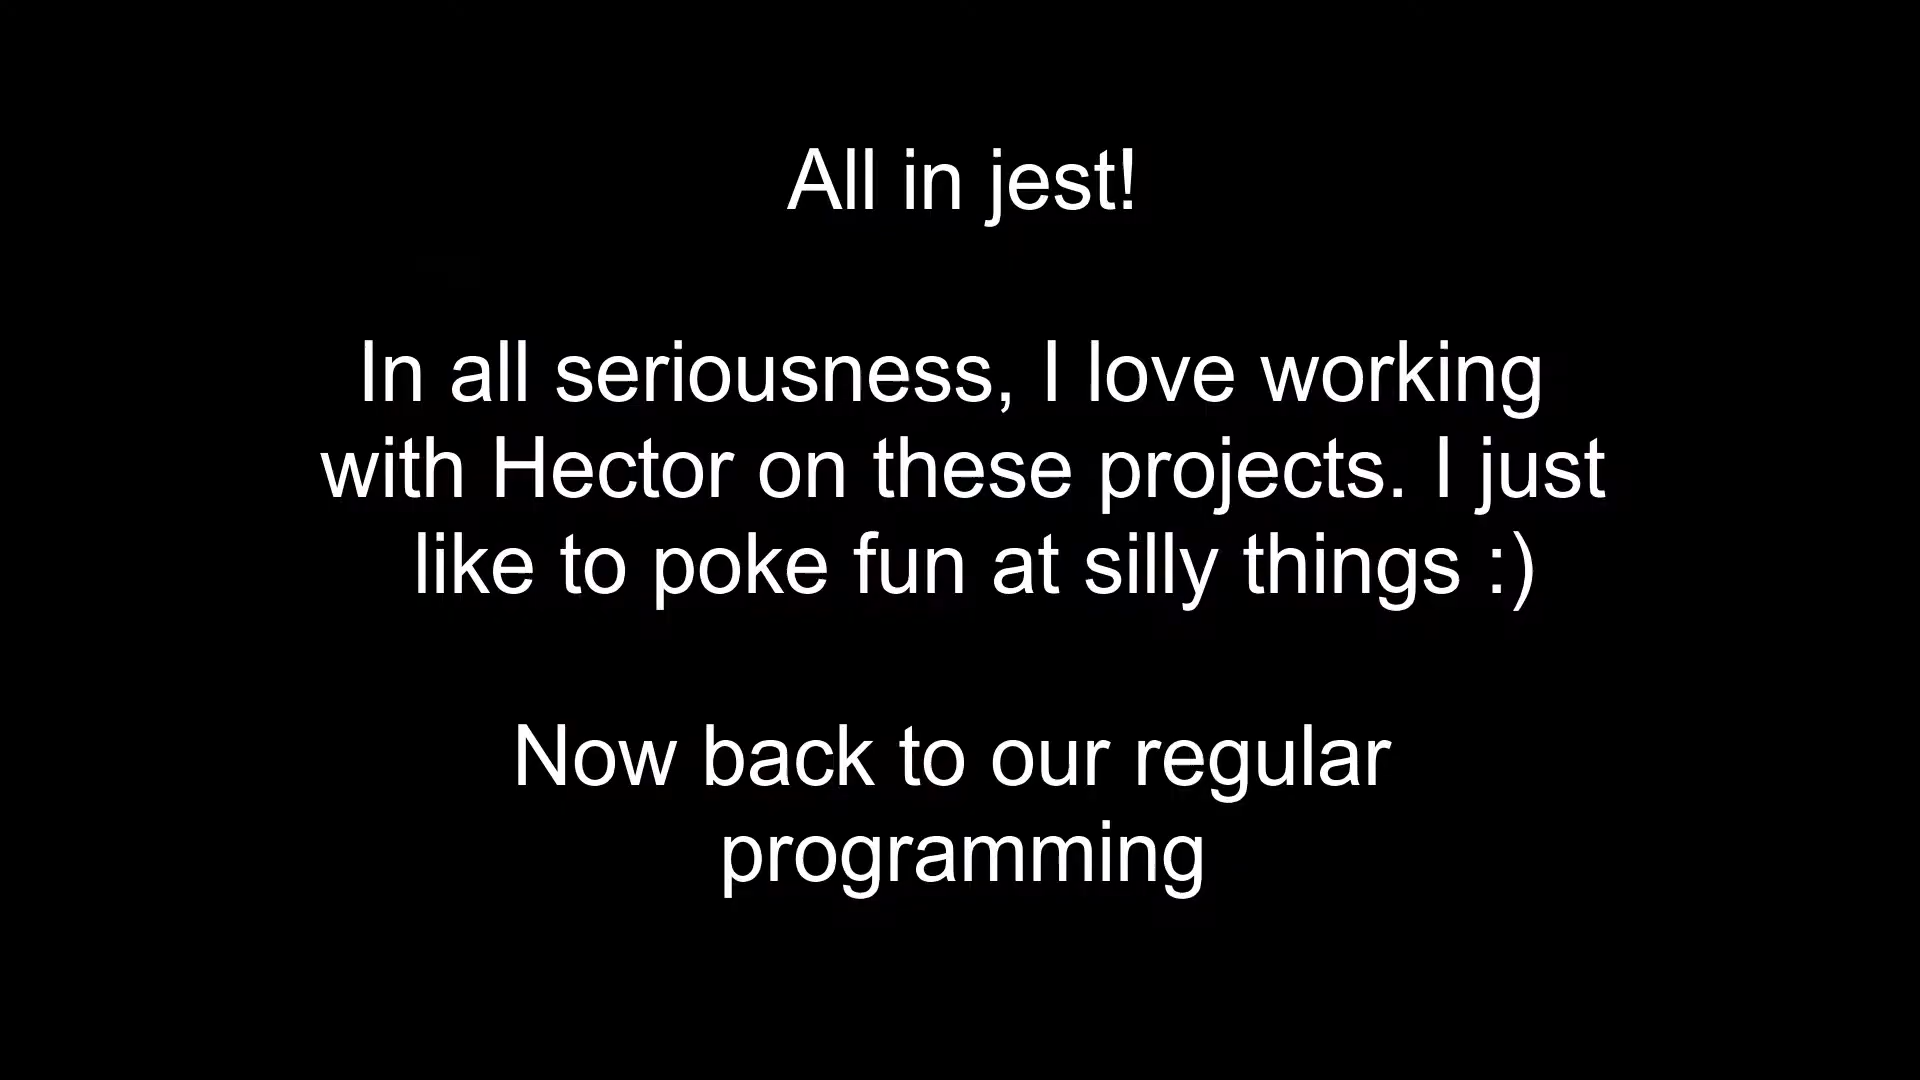 All in jest!
In all seriousness, I love working
with Hector on these projects. I just
like to poke fun at silly things :)
Now back to our regular
programming